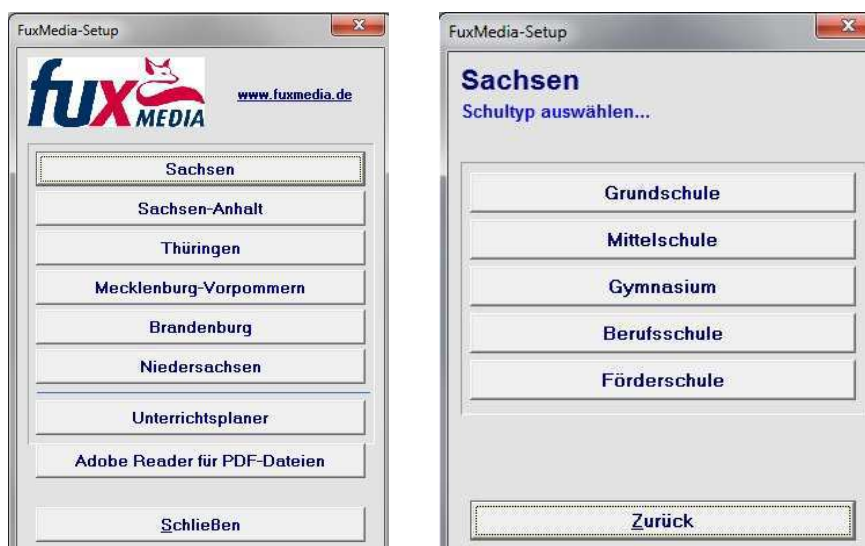 FuxMedia-Setup
fux
MEDIA
www.fuxmedia.de
Sachsen
Sachsen-Anhalt
Thüringen
Mecklenburg-Vorpommern
Brandenburg
Niedersachsen
Unterrichtsplaner
Adobe Reader für PDF-Dateien
Schließen
FuxMedia-Setup
Sachsen
Schultyp auswählen...
Grundschule
Mittelschule
Gymnasium
Berufsschule
Förderschule
Zurück